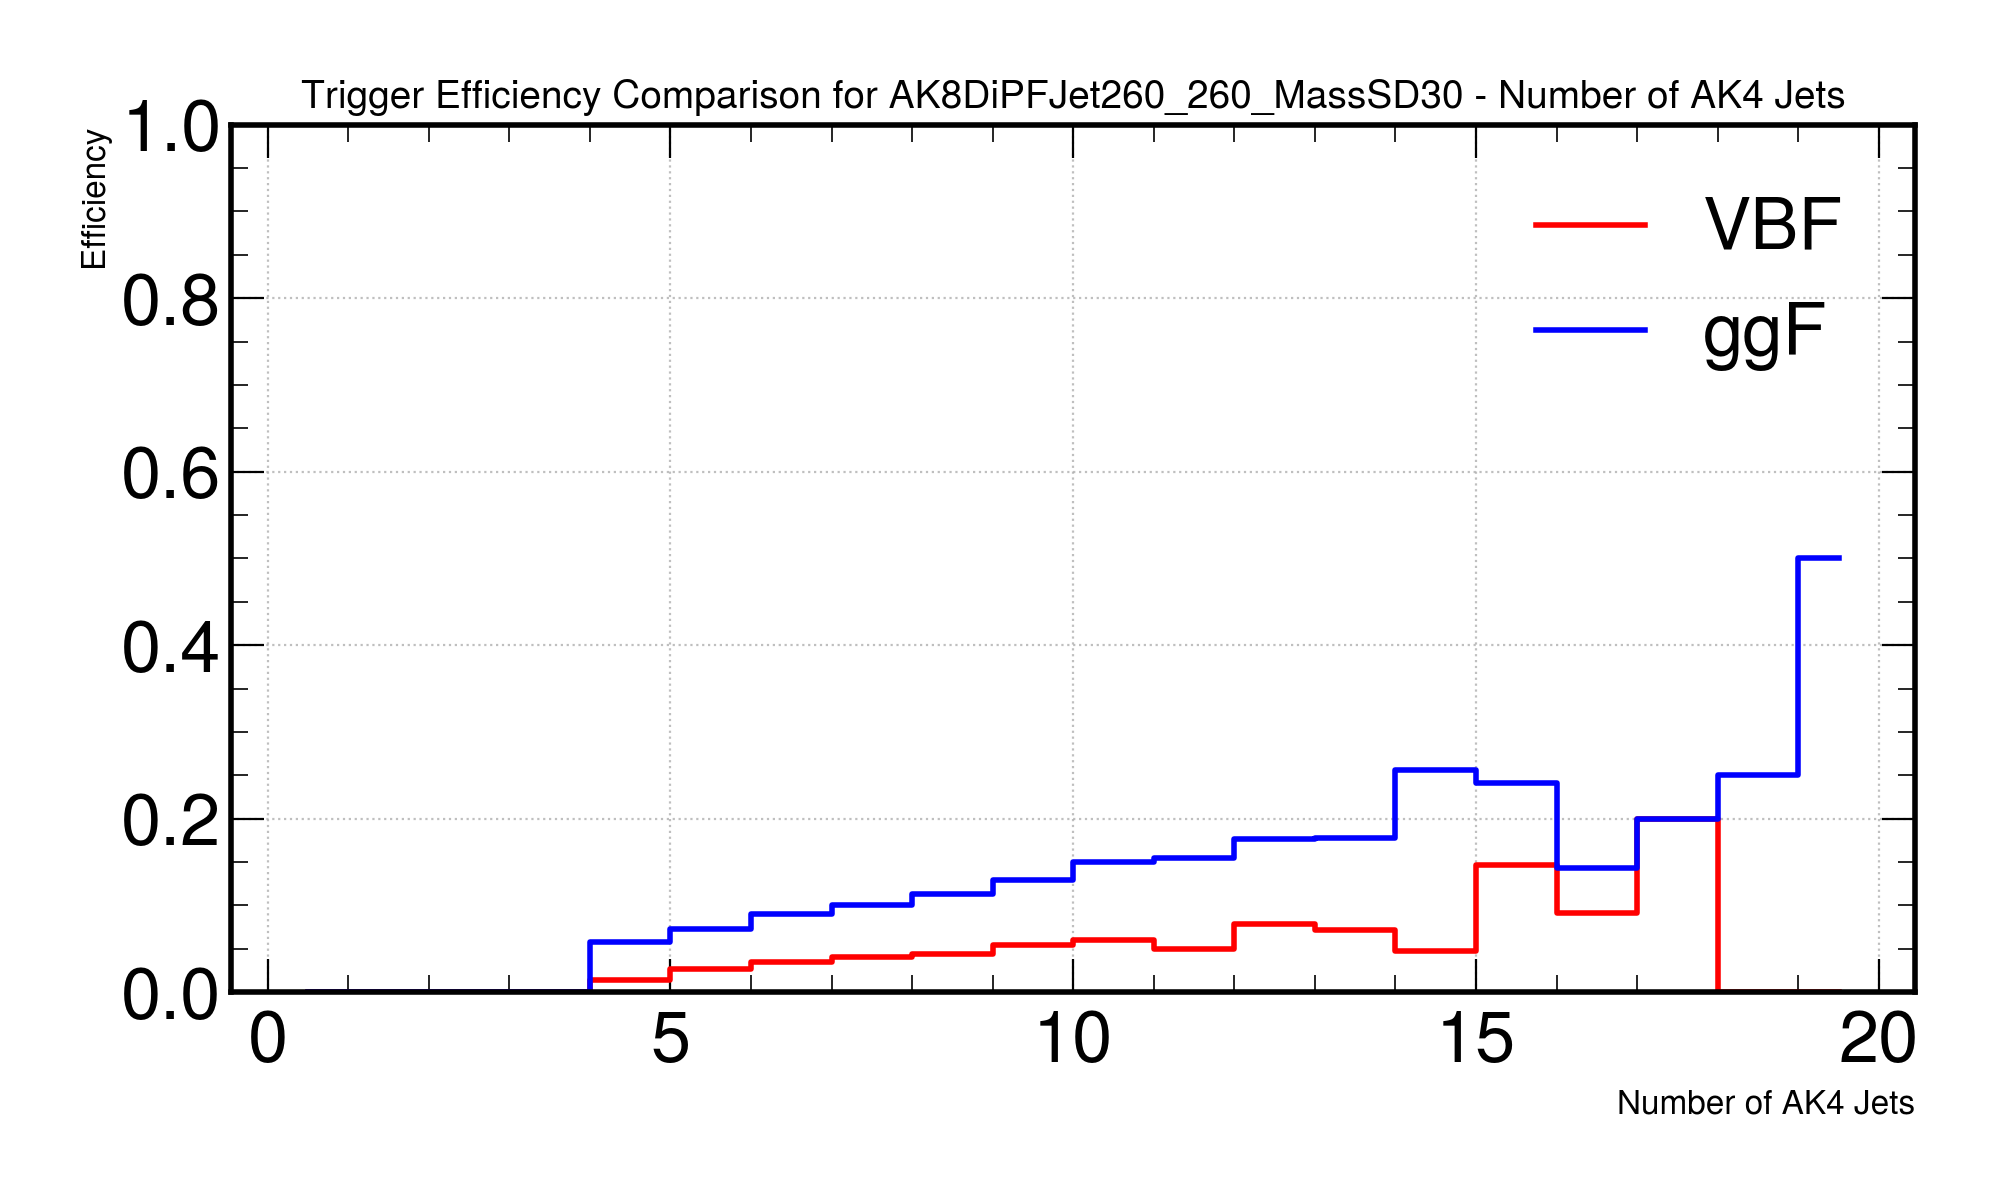 Trigger Efficiency Comparison for AK8DiPFJet260_260_MassSD30 - Number of AK4 Jets
Efficiency
1.0
0.8
0.6
0.4
0.2
0.0
VBF
ggF
0 5 10 15 20
Number of AK4 Jets